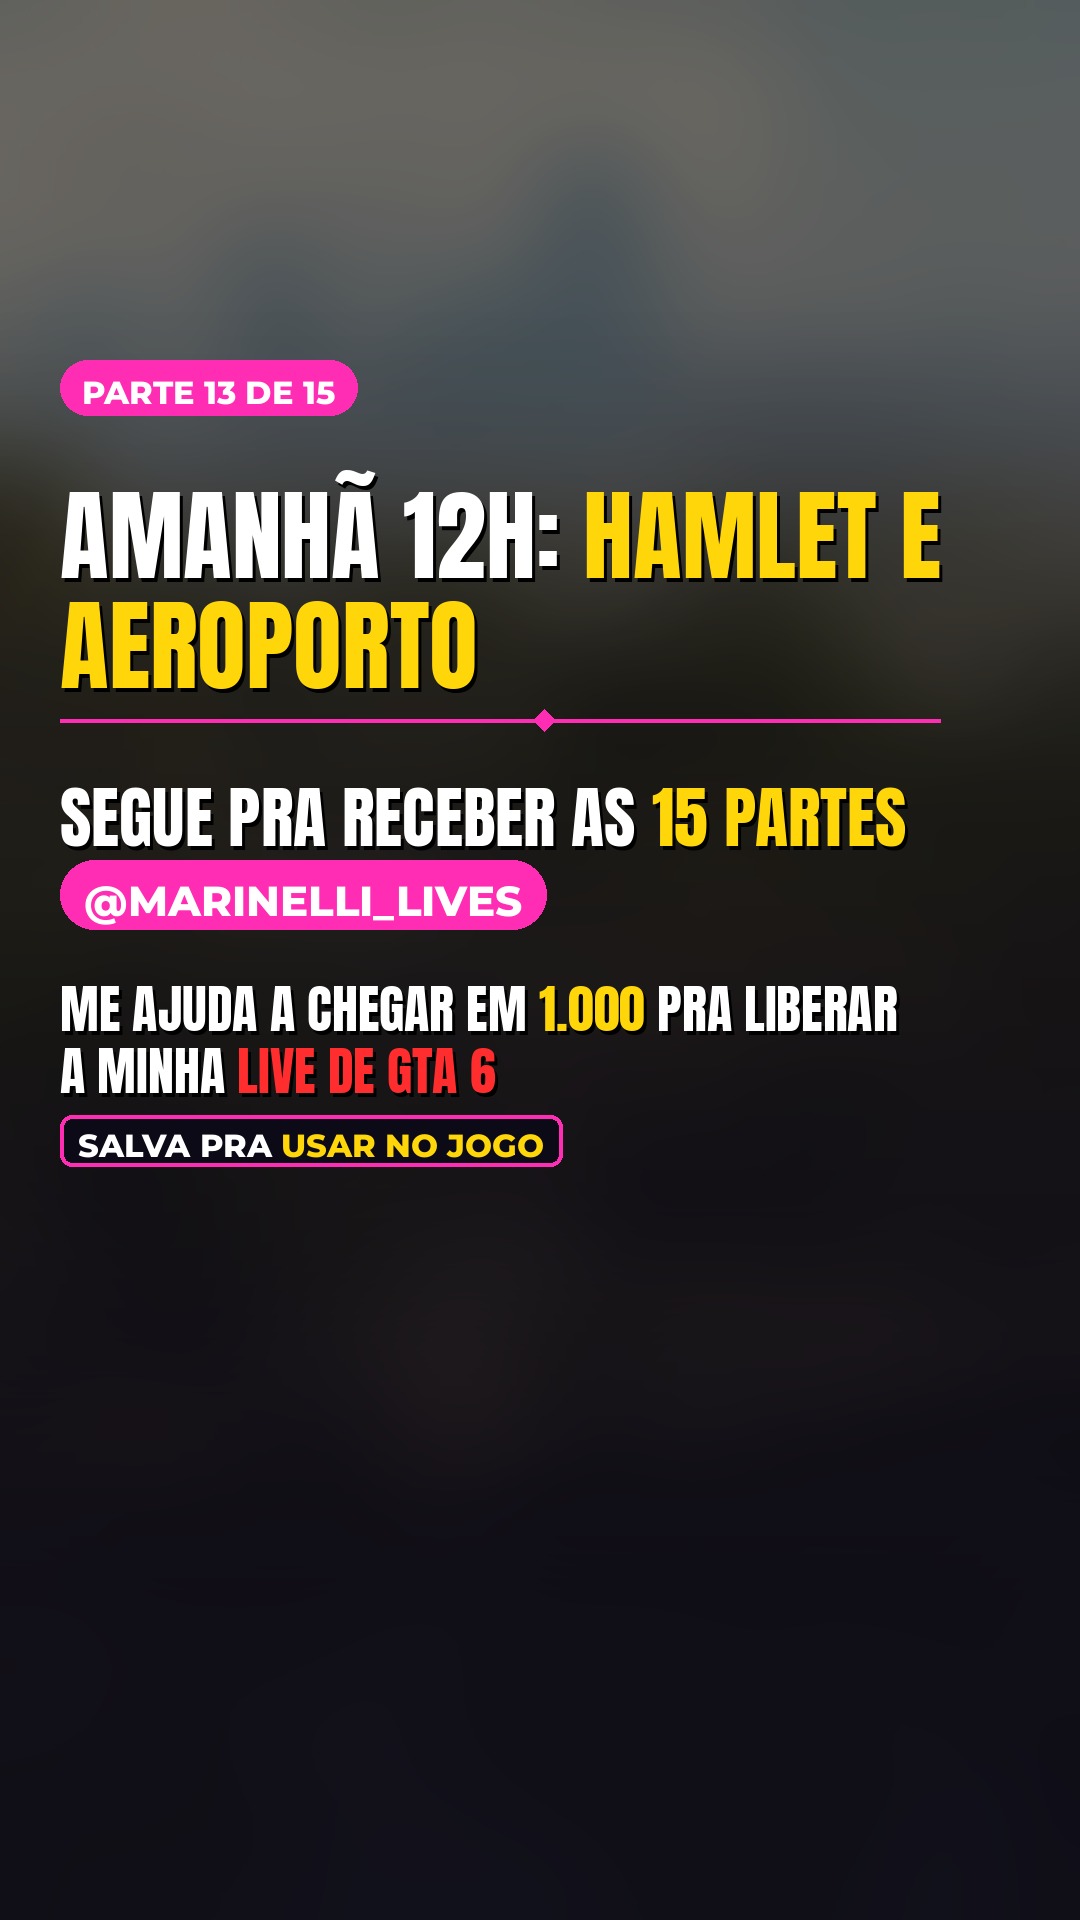 PARTE 13 DE 15
AMANHÃ 12H: HAMLET E
AEROPORTO
SEGUE PRA RECEBER AS 15 PARTES
@MARINELLI_LIVES
ME AJUDA A CHEGAR EM 1.000 PRA LIBERAR
A MINHA LIVE DE GTA 6
SALVA PRA USAR NO JOGO